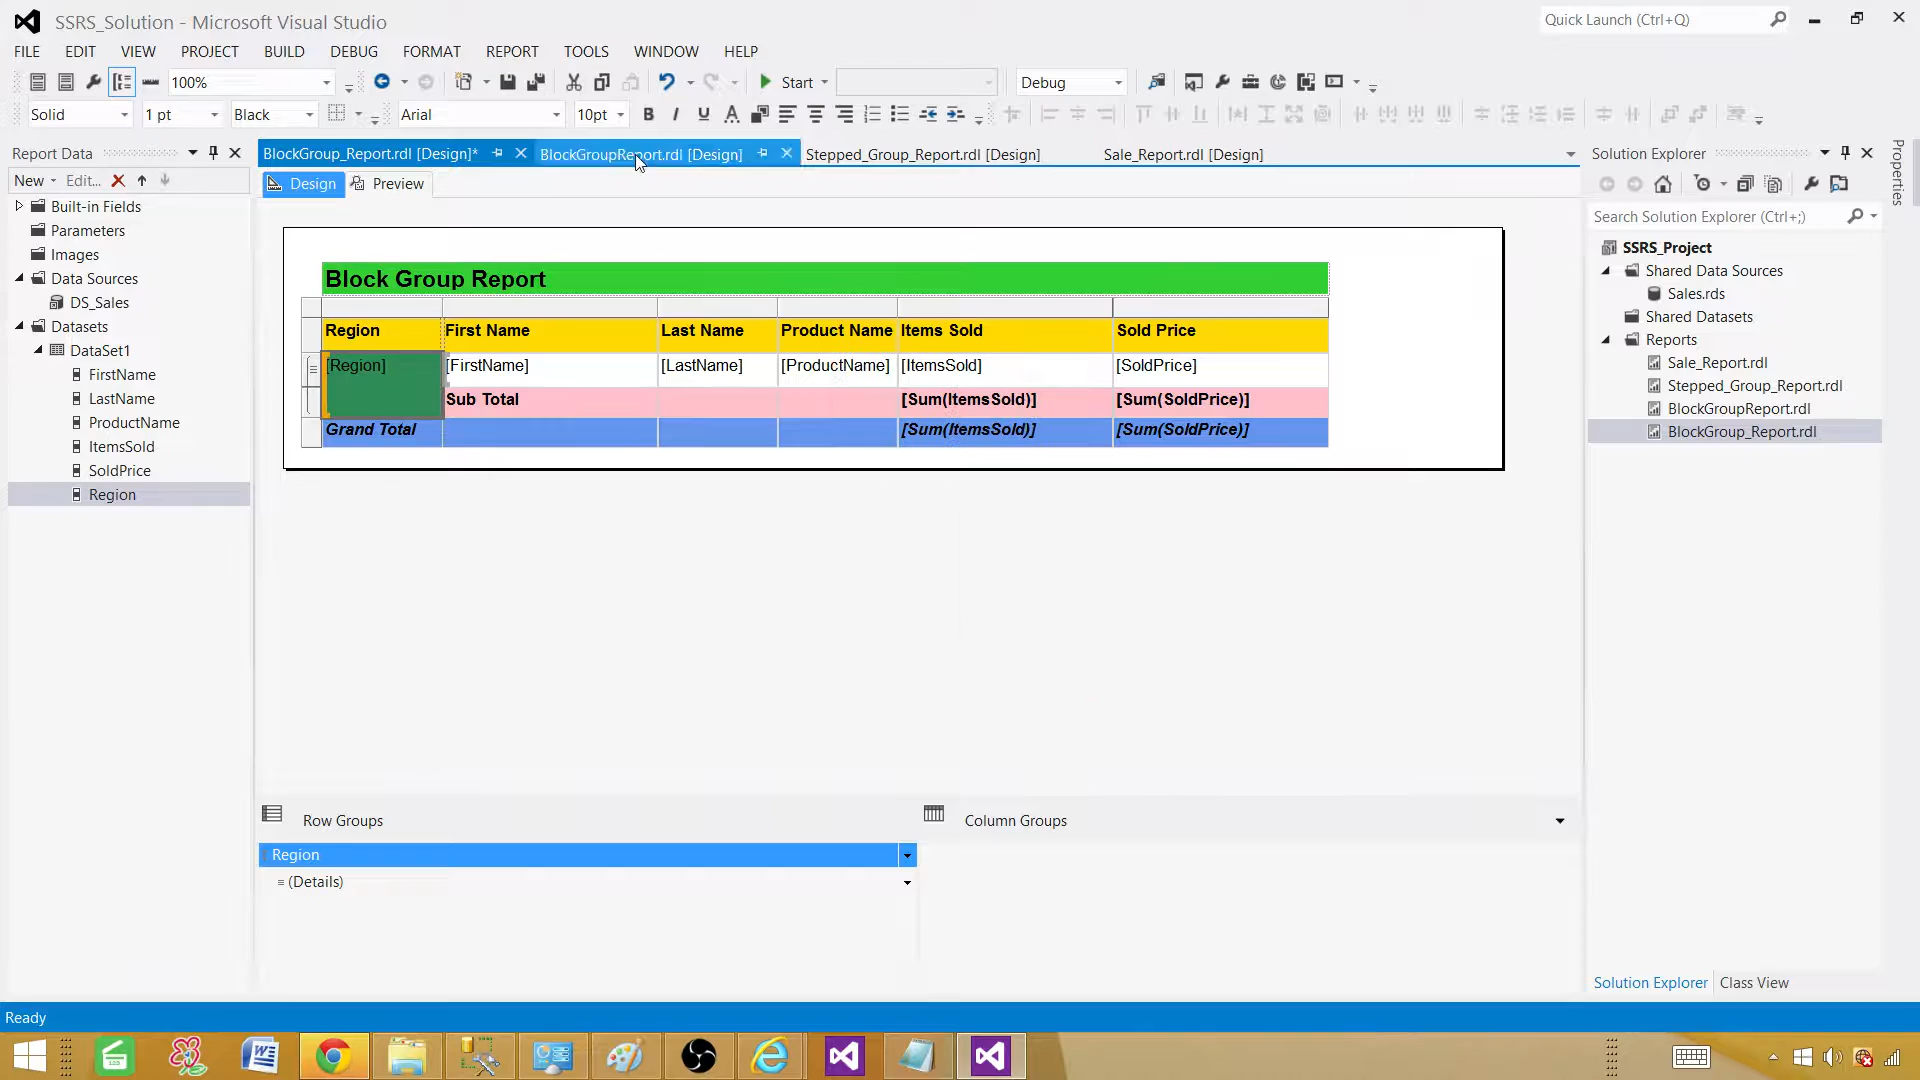 SSRS_Solution - Microsoft Visual Studio
Quick Launch (Ctrl+Q)
FILE EDIT VIEW PROJECT BUILD DEBUG FORMAT REPORT TOOLS WINDOW HELP
100% Start Debug
Solid 1 pt Black Arial 10pt B I U A
Report Data
BlockGroup_Report.rdl [Design]* BlockGroupReport.rdl [Design] Stepped_Group_Report.rdl [Design] Sale_Report.rdl [Design]
Solution Explorer
Properties
New Edit...
Design Preview
Built-in Fields
Parameters
Images
Data Sources
DS_Sales
Datasets
DataSet1
FirstName
LastName
ProductName
ItemsSold
SoldPrice
Region
Block Group Report
Region First Name Last Name Product Name Items Sold Sold Price
[Region] [FirstName] [LastName] [ProductName] [ItemsSold] [SoldPrice]
Sub Total [Sum(ItemsSold)] [Sum(SoldPrice)]
Grand Total [Sum(ItemsSold)] [Sum(SoldPrice)]
Row Groups
Column Groups
Region
(Details)
Search Solution Explorer (Ctrl+;)
SSRS_Project
Shared Data Sources
Sales.rds
Shared Datasets
Reports
Sale_Report.rdl
Stepped_Group_Report.rdl
BlockGroupReport.rdl
BlockGroup_Report.rdl
Solution Explorer Class View
Ready